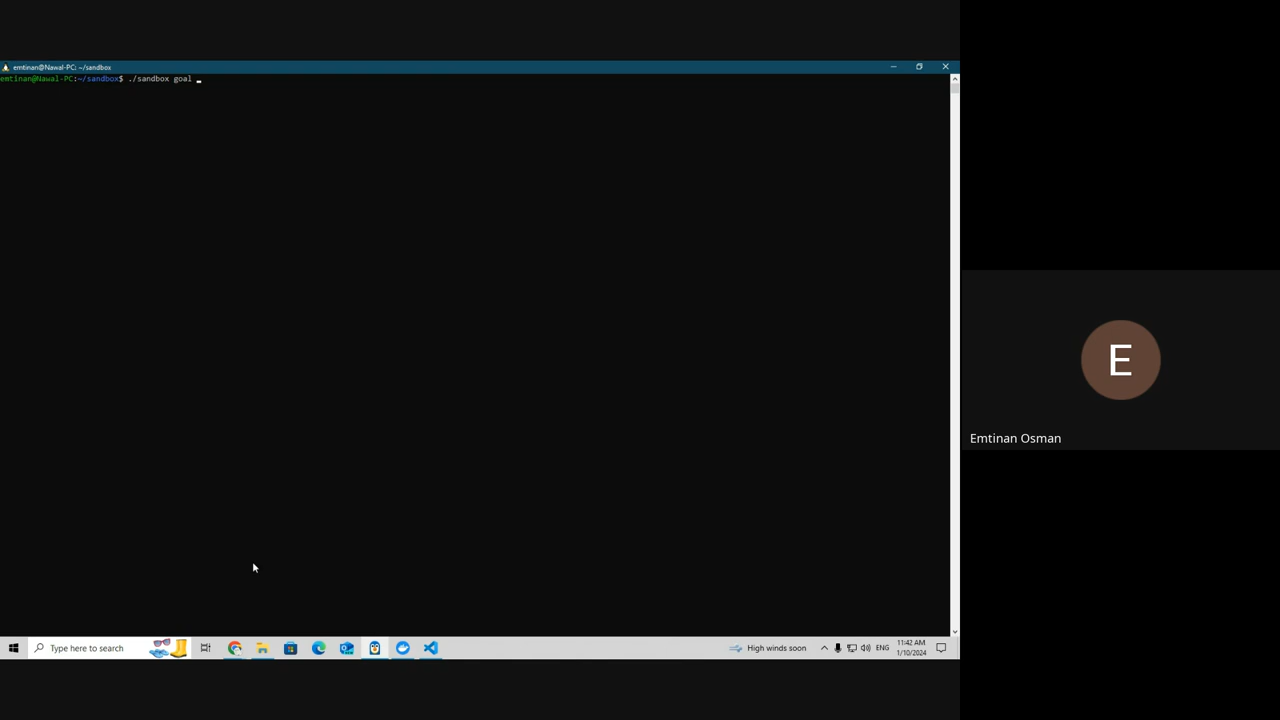 emtinan@Nawal-PC: ~/sandbox
emtinan@Nawal-PC:~/sandbox$ ./sandbox goal _
E
Emtinan Osman
Type here to search
High winds soon
ENG
11:42 AM
1/10/2024